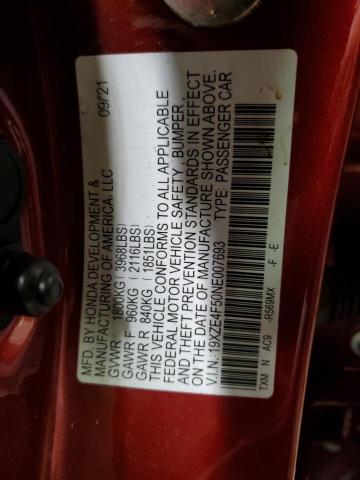 MFD. BY HONDA DEVELOPMENT & 09/21
MANUFACTURING OF AMERICA, LLC
GVWR 1800KG 3968LBS)
GAWR F 960KG ( 2116LBS)
GAWR R 840KG ( 1851LBS)
THIS VEHICLE CONFORMS TO ALL APPLICABLE
FEDERAL MOTOR VEHICLE SAFETY, BUMPER,
AND THEFT PREVENTION STANDARDS IN EFFECT
ON THE DATE OF MANUFACTURE SHOWN ABOVE.
V.I.N.: 19XZE4F50NE007693 TYPE: PASSENGER CAR
TXM N AC9 -R569MX -F -E